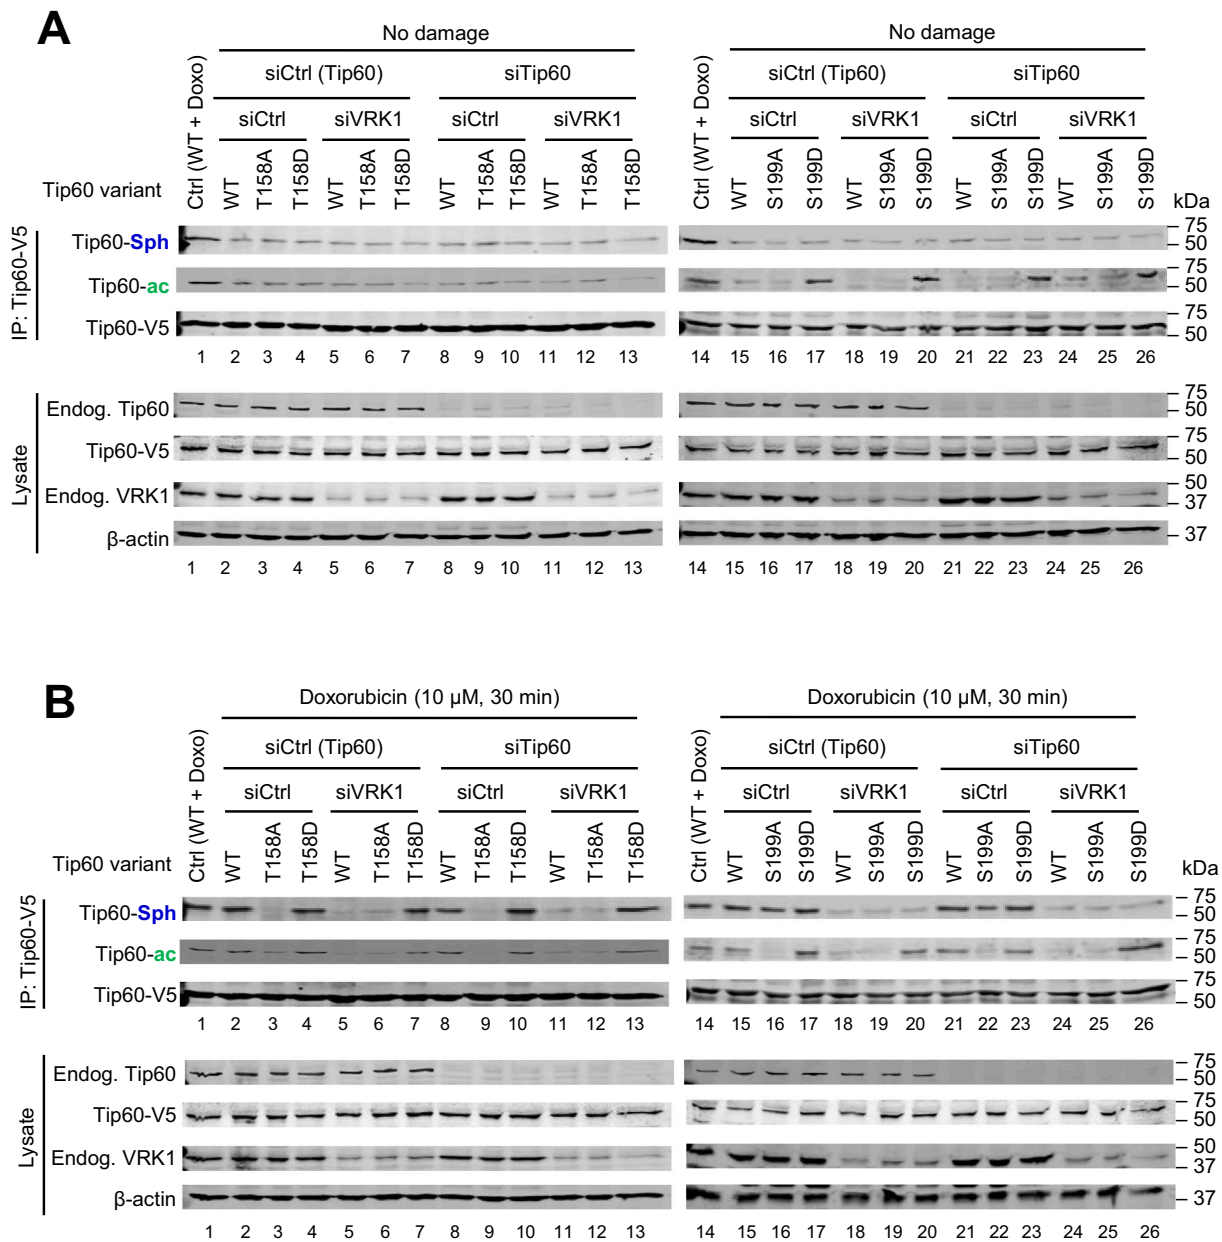 A
No damage
No damage
siCtrl (Tip60)
siTip60
siCtrl (Tip60)
siTip60
siCtrl
siVRK1
siCtrl
siVRK1
siCtrl
siVRK1
siCtrl
siVRK1
Tip60 variant
Ctrl (WT + Doxo)
WT
T158A
T158D
WT
T158A
T158D
WT
T158A
T158D
WT
T158A
T158D
Ctrl (WT + Doxo)
WT
S199A
S199D
WT
S199A
S199D
WT
S199A
S199D
WT
S199A
S199D
kDa
IP: Tip60-V5
Tip60-Sph
75
50
Tip60-ac
75
50
Tip60-V5
75
50
1 2 3 4 5 6 7 8 9 10 11 12 13 14 15 16 17 18 19 20 21 22 23 24 25 26
Lysate
Endog. Tip60
75
50
Tip60-V5
75
50
Endog. VRK1
50
37
β-actin
37
1 2 3 4 5 6 7 8 9 10 11 12 13 14 15 16 17 18 19 20 21 22 23 24 25 26
B
Doxorubicin (10 µM, 30 min)
Doxorubicin (10 µM, 30 min)
siCtrl (Tip60)
siTip60
siCtrl (Tip60)
siTip60
siCtrl
siVRK1
siCtrl
siVRK1
siCtrl
siVRK1
siCtrl
siVRK1
Tip60 variant
Ctrl (WT + Doxo)
WT
T158A
T158D
WT
T158A
T158D
WT
T158A
T158D
WT
T158A
T158D
Ctrl (WT + Doxo)
WT
S199A
S199D
WT
S199A
S199D
WT
S199A
S199D
WT
S199A
S199D
kDa
IP: Tip60-V5
Tip60-Sph
75
50
Tip60-ac
75
50
Tip60-V5
75
50
1 2 3 4 5 6 7 8 9 10 11 12 13 14 15 16 17 18 19 20 21 22 23 24 25 26
Lysate
Endog. Tip60
75
50
Tip60-V5
75
50
Endog. VRK1
50
37
β-actin
37
1 2 3 4 5 6 7 8 9 10 11 12 13 14 15 16 17 18 19 20 21 22 23 24 25 26